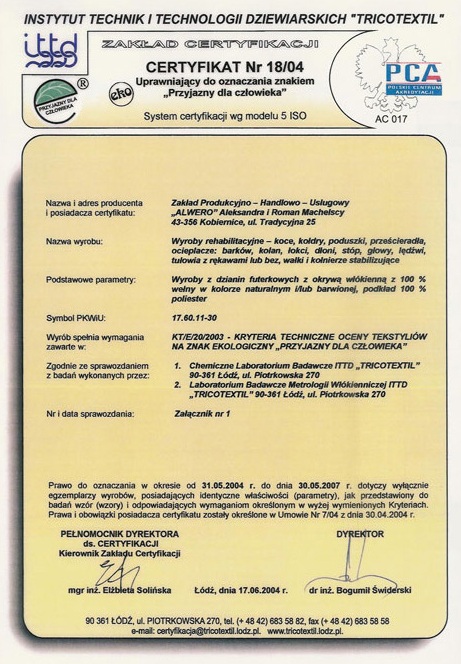 INSTYTUT TECHNIK I TECHNOLOGII DZIEWIARSKICH "TRICOTEXTIL"
ittd
ZAKŁAD CERTYFIKACJI
CERTYFIKAT Nr 18/04
Uprawniający do oznaczania znakiem
„Przyjazny dla człowieka”
System certyfikacji wg modelu 5 ISO
PRZYJAZNY DLA
CZŁOWIEKA
®
eko
PCA
POLSKIE CENTRUM
AKREDYTACJI
AC 017
Nazwa i adres producenta
i posiadacza certyfikatu:
Zakład Produkcyjno – Handlowo – Usługowy
„ALWERO” Aleksandra i Roman Machelscy
43-356 Kobiernice, ul. Tradycyjna 25
Nazwa wyrobu:
Wyroby rehabilitacyjne – koce, kołdry, poduszki, prześcieradła,
ocieplacze: barków, kolan, łokci, dłoni, stóp, głowy, lędźwi,
tułowia z rękawami lub bez, wałki i kołnierze stabilizujące
Podstawowe parametry:
Wyroby z dzianin futerkowych z okrywą włókienną z 100 %
wełny w kolorze naturalnym i/lub barwionej, podkład 100 %
poliester
Symbol PKWiU:
17.60.11-30
Wyrób spełnia wymagania
zawarte w:
KT/E/20/2003 - KRYTERIA TECHNICZNE OCENY TEKSTYLIÓW
NA ZNAK EKOLOGICZNY „PRZYJAZNY DLA CZŁOWIEKA”
Zgodnie ze sprawozdaniem
z badań wykonanych przez:
1. Chemiczne Laboratorium Badawcze ITTD „TRICOTEXTIL”
90-361 Łódź, ul. Piotrkowska 270
2. Laboratorium Badawcze Metrologii Włókienniczej ITTD
„TRICOTEXTIL” 90-361 Łódź, ul. Piotrkowska 270
Nr i data sprawozdania:
Załącznik nr 1
Prawo do oznaczania w okresie od 31.05.2004 r. do dnia 30.05.2007 r. dotyczy wyłącznie
egzemplarzy wyrobów, posiadających identyczne właściwości (parametry), jak przedstawiony do
badań wzór (wzory) i odpowiadających wymaganiom określonym w wyżej wymienionych Kryteriach.
Prawa i obowiązki posiadacza certyfikatu zostały określone w Umowie Nr 7/04 z dnia 30.04.2004 r.
PEŁNOMOCNIK DYREKTORA
ds. CERTYFIKACJI
Kierownik Zakładu Certyfikacji
DYREKTOR
mgr inż. Elżbieta Solińska
Łódź, dnia 17.06.2004 r.
dr inż. Bogumił Świderski
90 361 ŁÓDŹ, ul. PIOTRKOWSKA 270, tel. (+ 48 42) 683 58 82, fax (+ 48 42) 683 58 58
e-mail: certyfikacja@tricotextil.lodz.pl. www.tricotextil.lodz.pl.